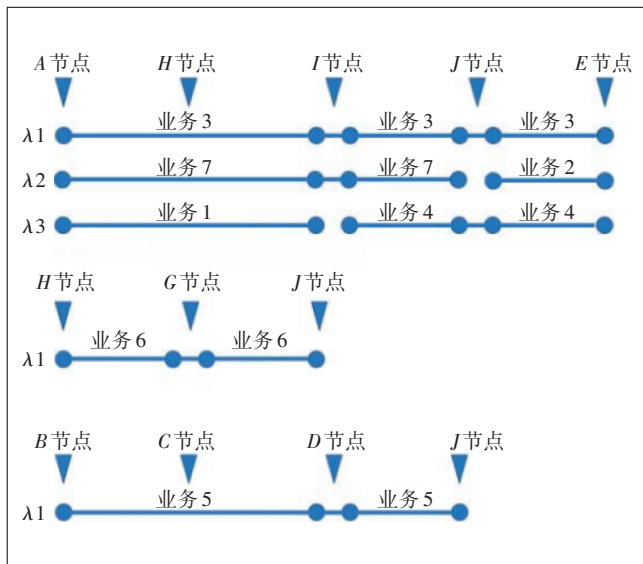 A节点 H节点 I节点 J节点 E节点
λ1 业务3 业务3 业务3
λ2 业务7 业务7 业务2
λ3 业务1 业务4 业务4
H节点 G节点 J节点
λ1 业务6 业务6
B节点 C节点 D节点 J节点
λ1 业务5 业务5